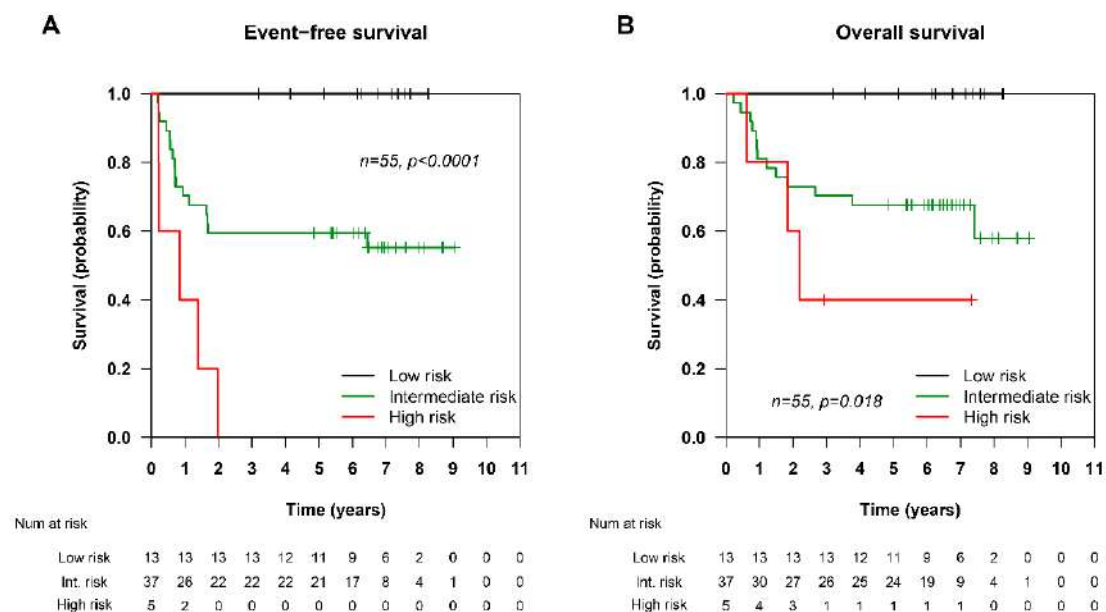 A
Event-free survival
1.0
0.8
0.6
0.4
0.2
0.0
Survival (probability)
n=55, p<0.0001
Low risk
Intermediate risk
High risk
0 1 2 3 4 5 6 7 8 9 10 11
Time (years)
Num at risk
Low risk 13 13 13 13 12 11 9 6 2 0 0 0
Int. risk 37 26 22 22 22 21 17 8 4 1 0 0
High risk 5 2 0 0 0 0 0 0 0 0 0 0
B
Overall survival
1.0
0.8
0.6
0.4
0.2
0.0
Survival (probability)
Low risk
Intermediate risk
High risk
n=55, p=0.018
0 1 2 3 4 5 6 7 8 9 10 11
Time (years)
Num at risk
Low risk 13 13 13 13 12 11 9 6 2 0 0 0
Int. risk 37 30 27 26 25 24 19 9 4 1 0 0
High risk 5 4 3 1 1 1 1 1 0 0 0 0